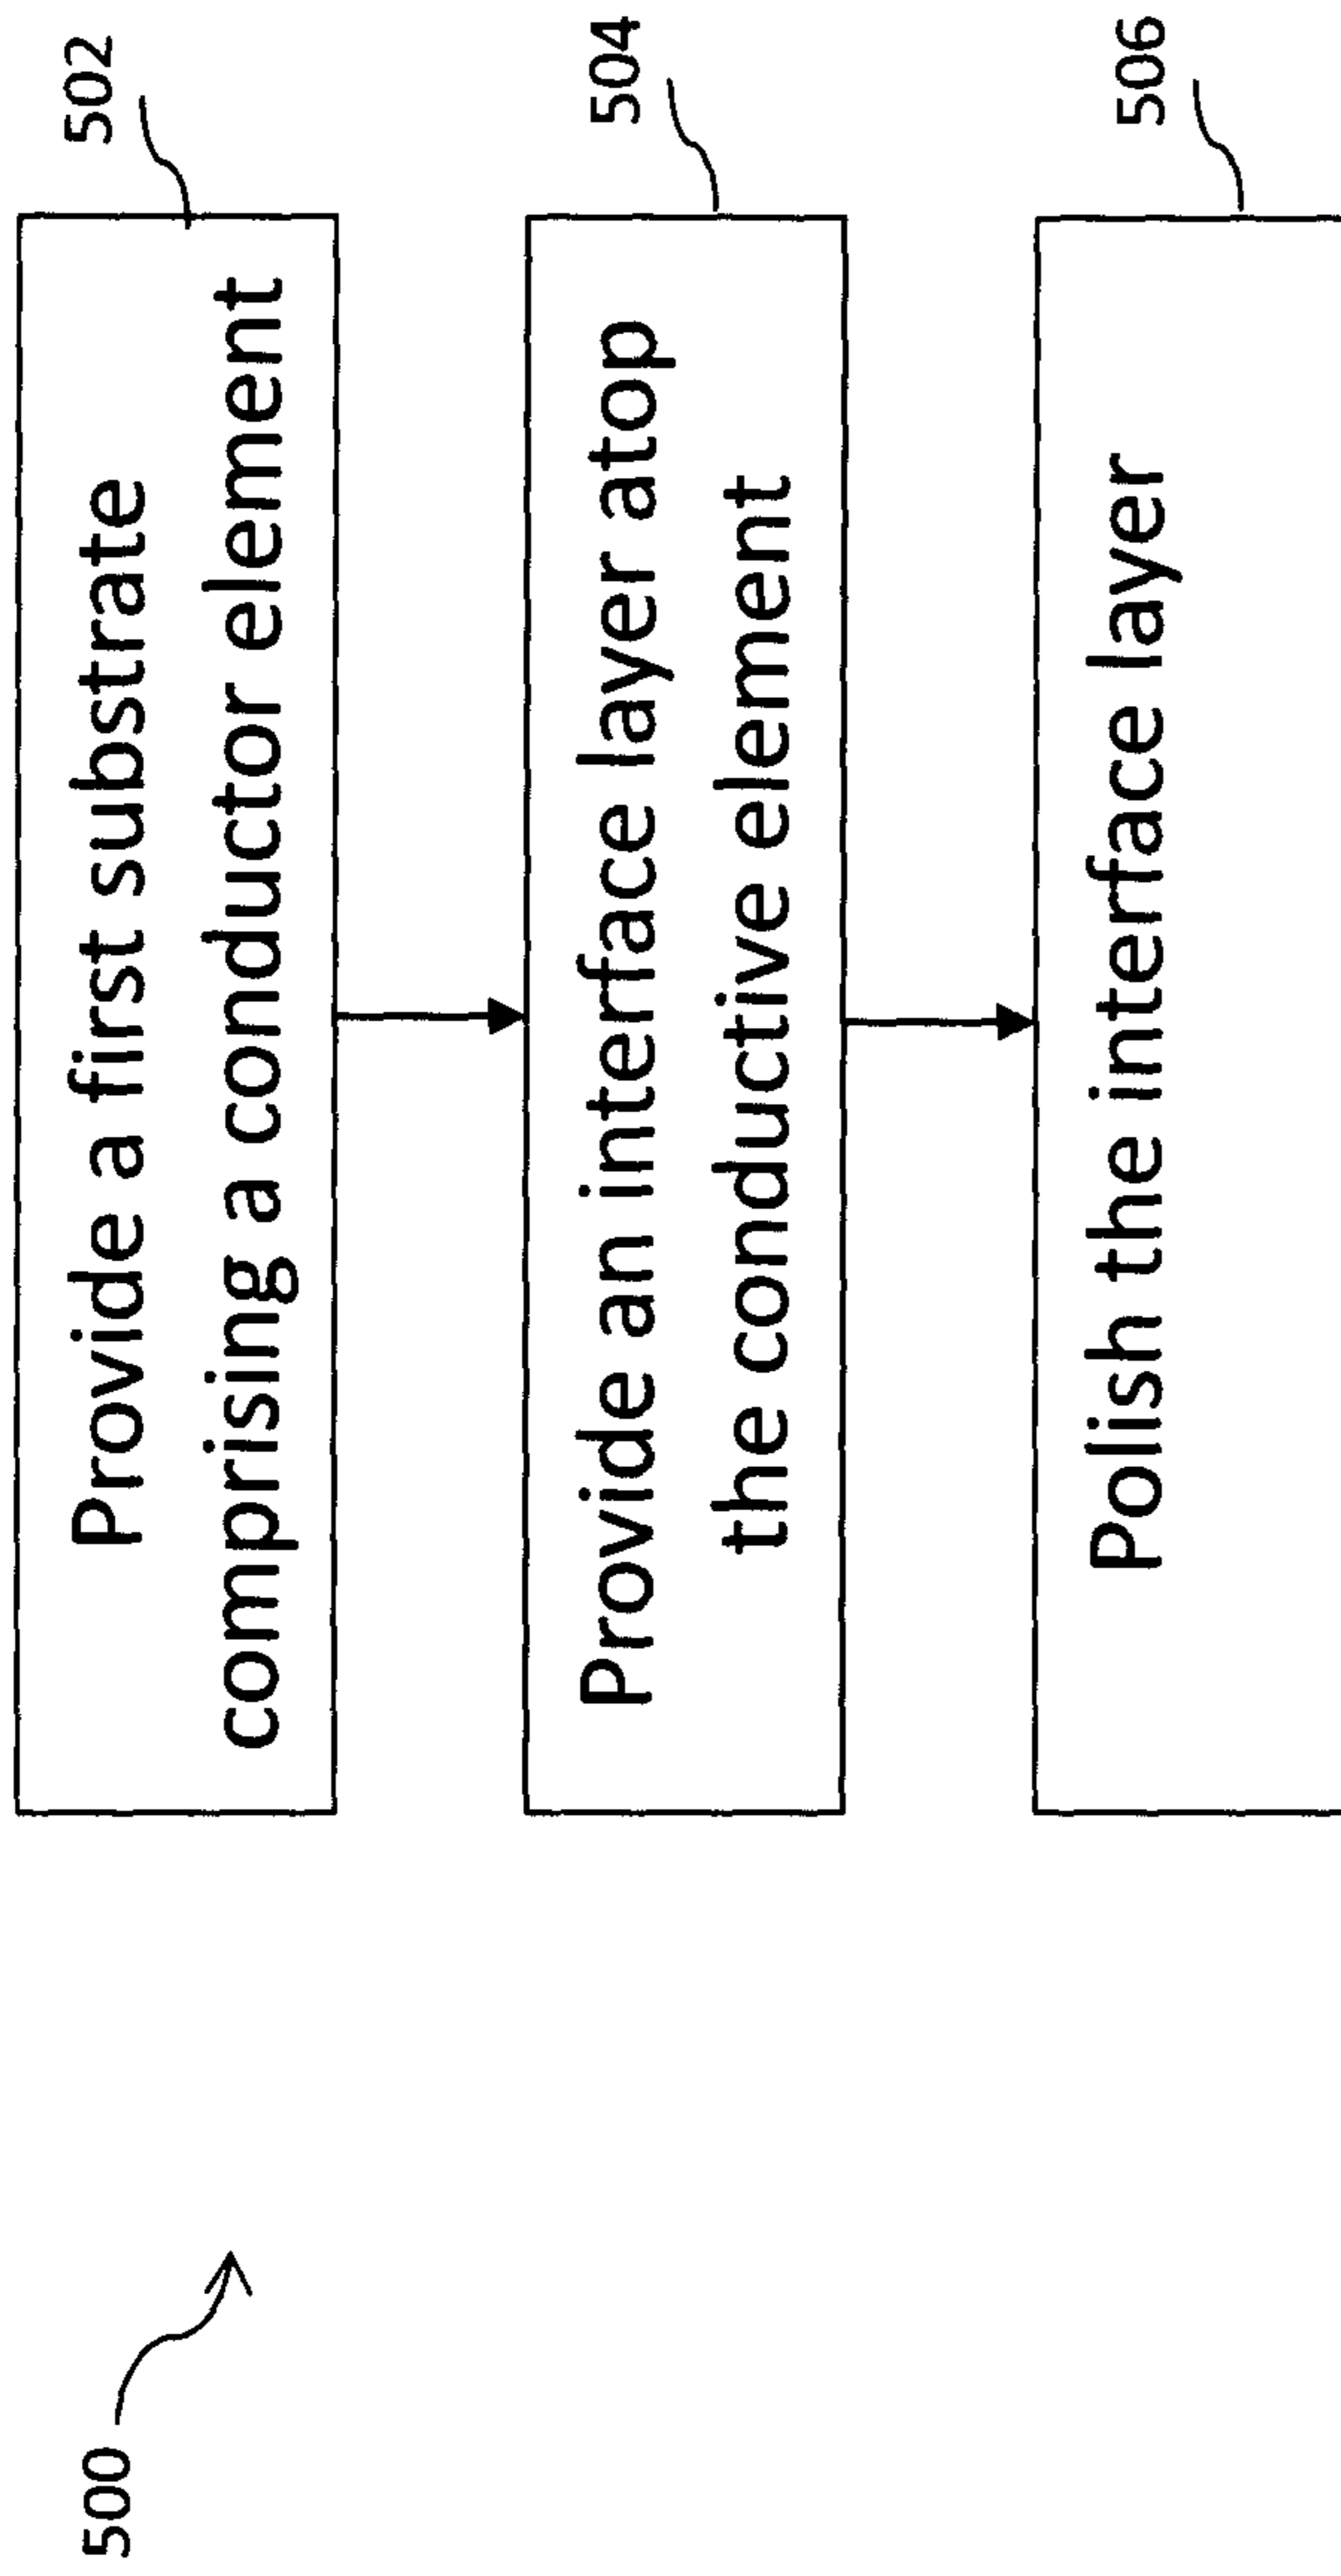 500
502
Provide a first substrate
comprising a conductor element
504
Provide an interface layer atop
the conductive element
506
Polish the interface layer